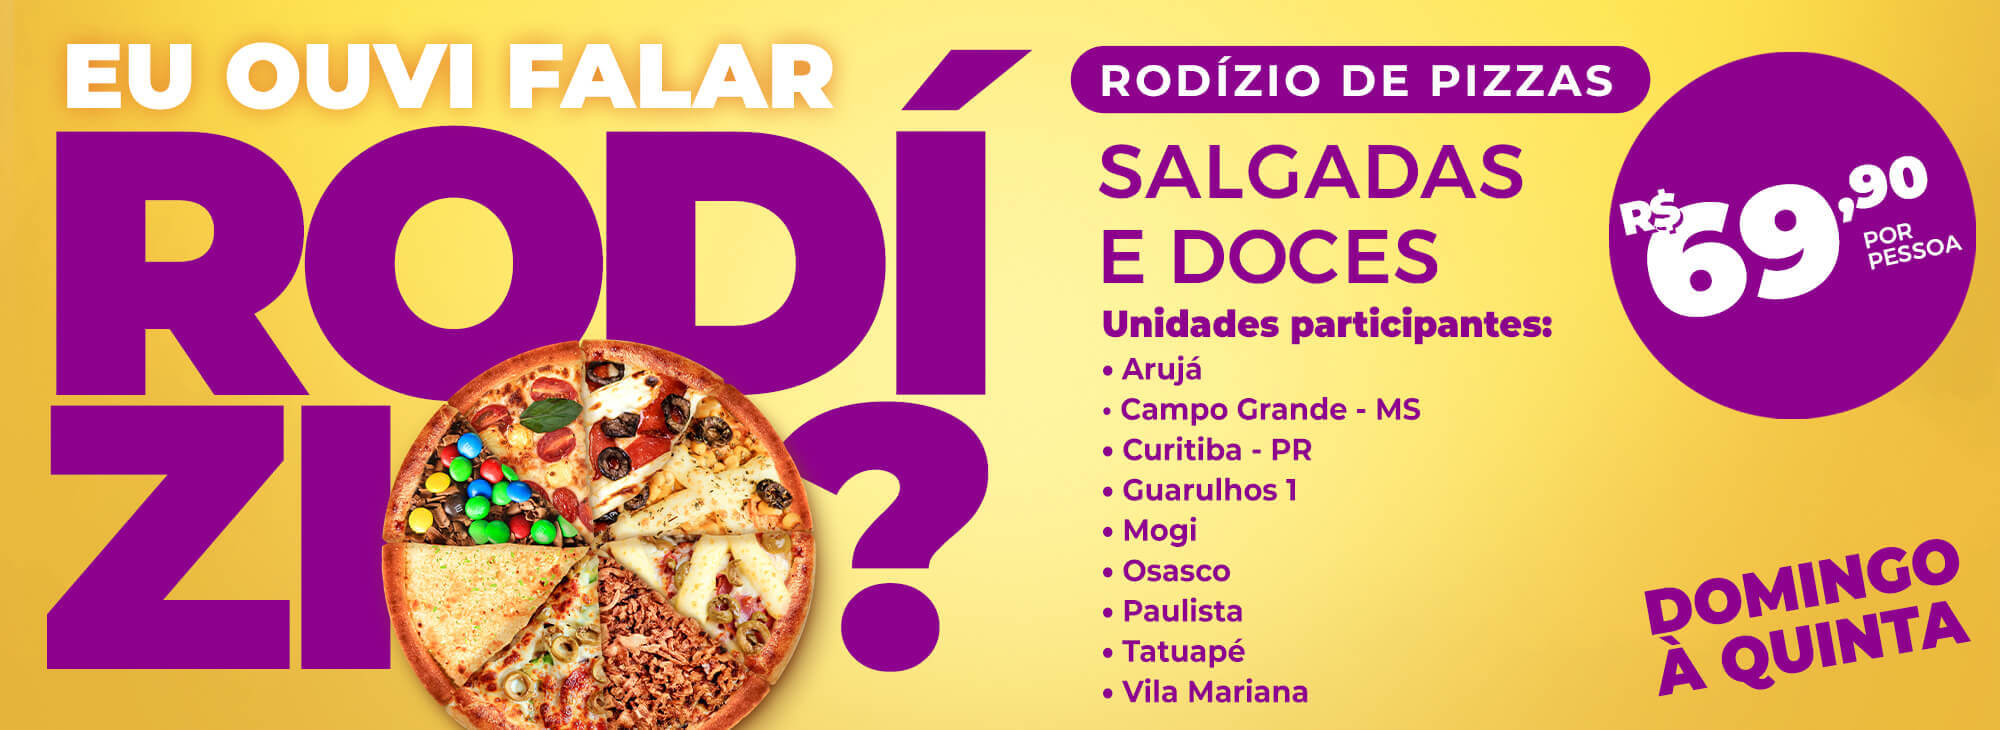 EU OUVI FALAR
RODÍ
ZI ?
RODÍZIO DE PIZZAS
SALGADAS
E DOCES
Unidades participantes:
• Arujá
• Campo Grande - MS
• Curitiba - PR
• Guarulhos 1
• Mogi
• Osasco
• Paulista
• Tatuapé
• Vila Mariana
R$69,90
POR
PESSOA
DOMINGO
À QUINTA